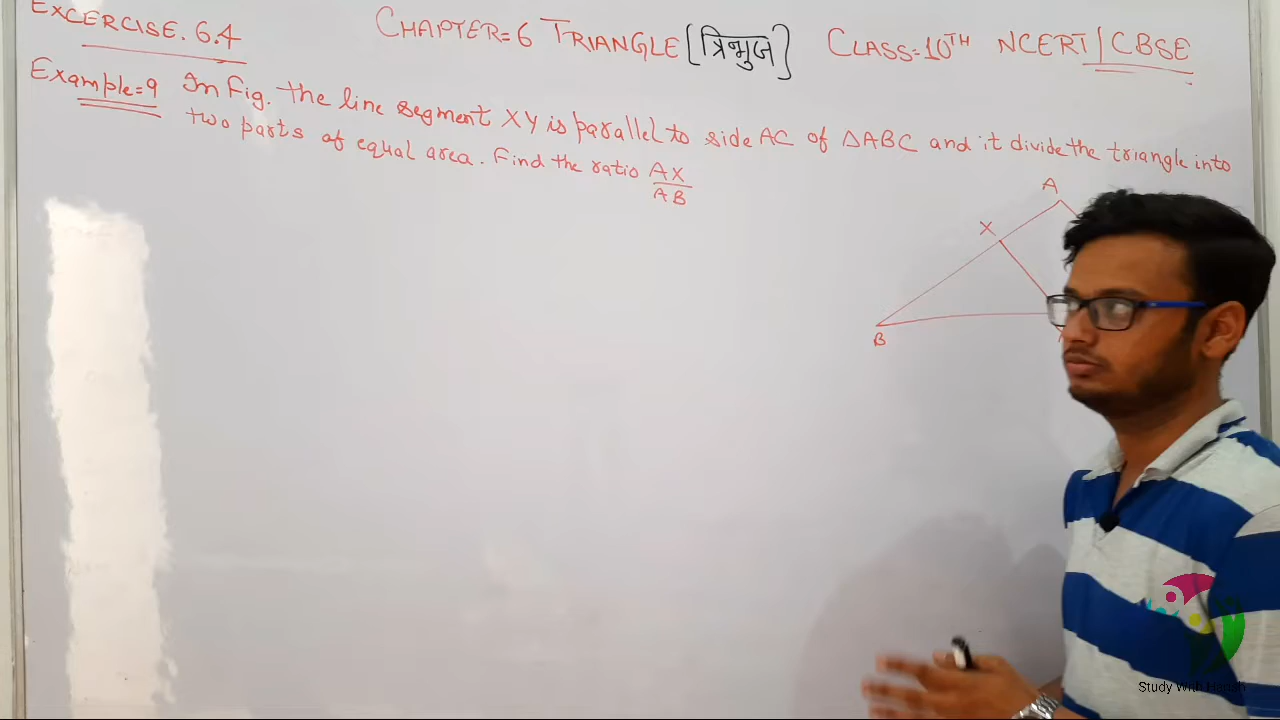 EXCERCISE. 6.4
CHAPTER=6 TRIANGLE [त्रिभुज] CLASS=10TH NCERT/CBSE
Example=9 In Fig. the line segment XY is parallel to side AC of ΔABC and it divide the triangle into
two parts of equal area. Find the ratio AX
AB
A
X
B
Study With Harsh